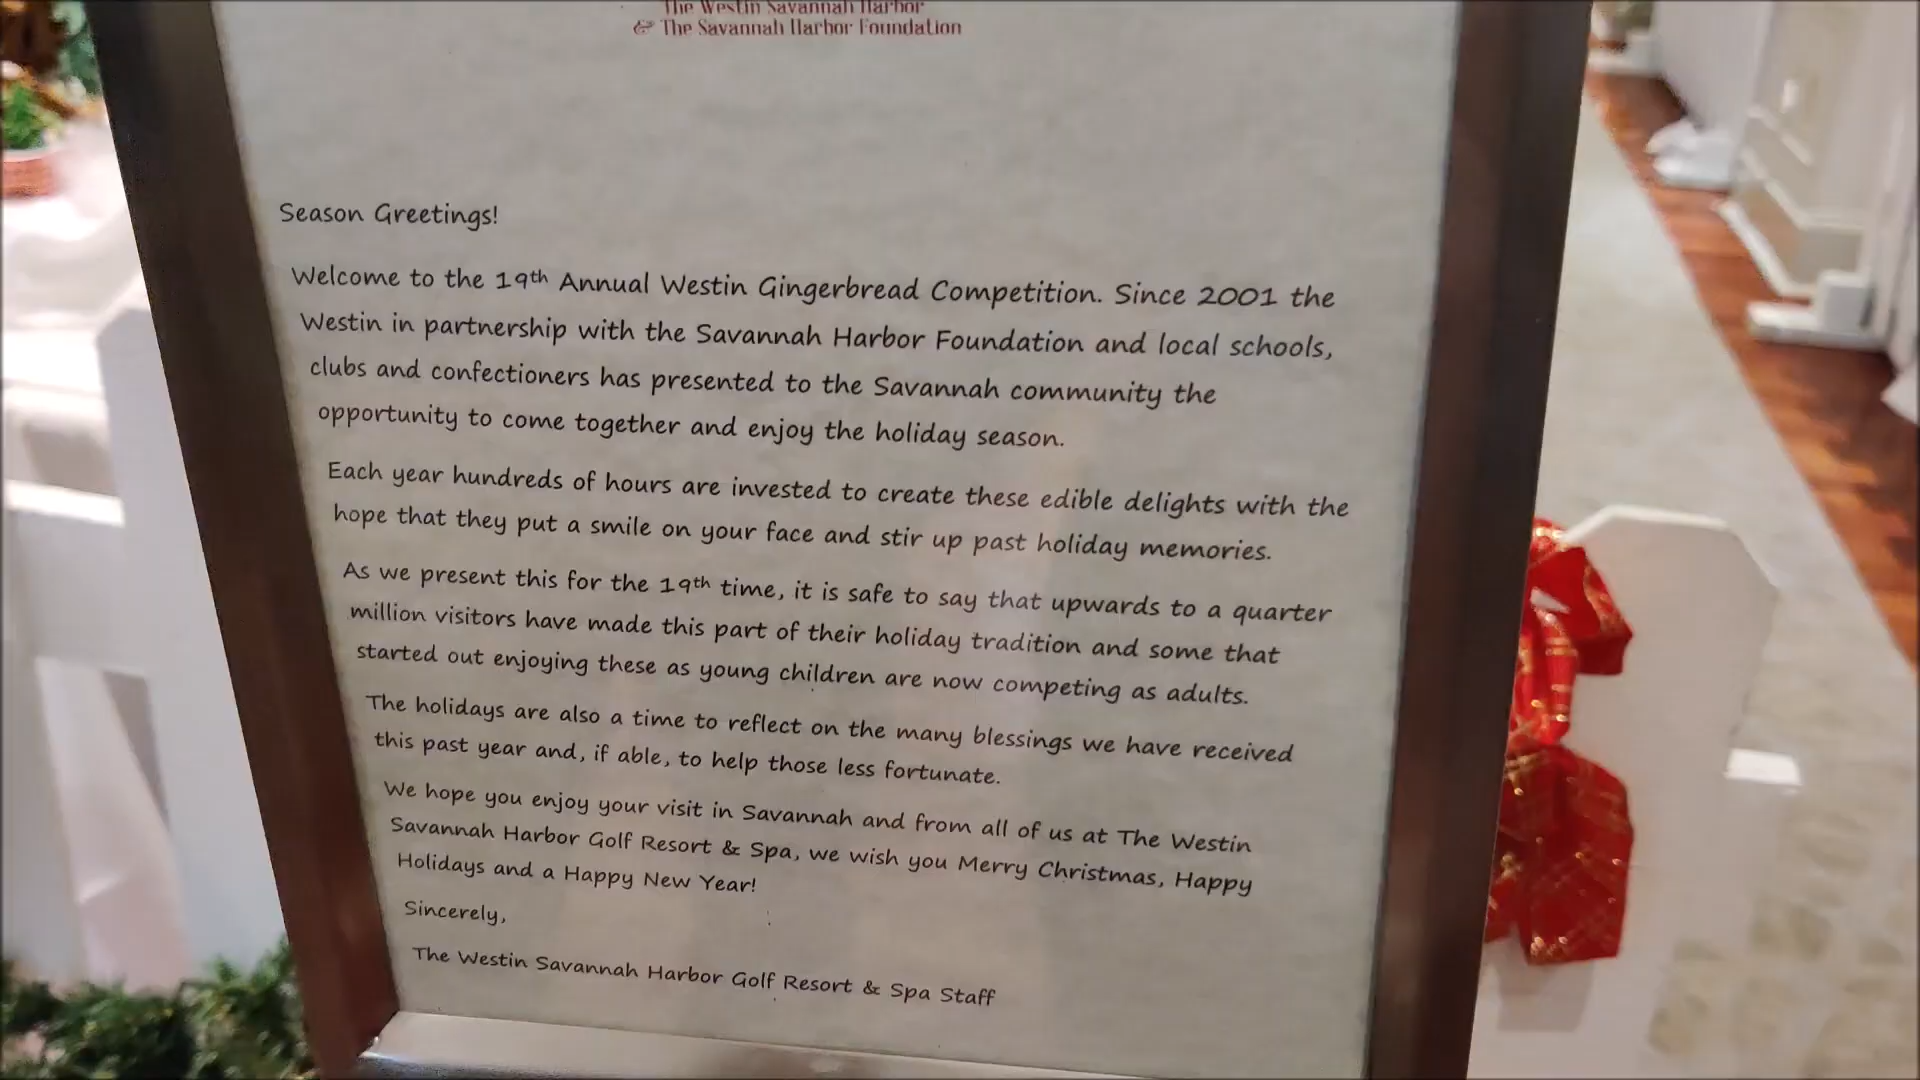 The Westin Savannah Harbor
& The Savannah Harbor Foundation
Season Greetings!
Welcome to the 19th Annual Westin Gingerbread Competition. Since 2001 the
Westin in partnership with the Savannah Harbor Foundation and local schools,
clubs and confectioners has presented to the Savannah community the
opportunity to come together and enjoy the holiday season.
Each year hundreds of hours are invested to create these edible delights with the
hope that they put a smile on your face and stir up past holiday memories.
As we present this for the 19th time, it is safe to say that upwards to a quarter
million visitors have made this part of their holiday tradition and some that
started out enjoying these as young children are now competing as adults.
The holidays are also a time to reflect on the many blessings we have received
this past year and, if able, to help those less fortunate.
We hope you enjoy your visit in Savannah and from all of us at The Westin
Savannah Harbor Golf Resort & Spa, we wish you Merry Christmas, Happy
Holidays and a Happy New Year!
Sincerely,
The Westin Savannah Harbor Golf Resort & Spa Staff